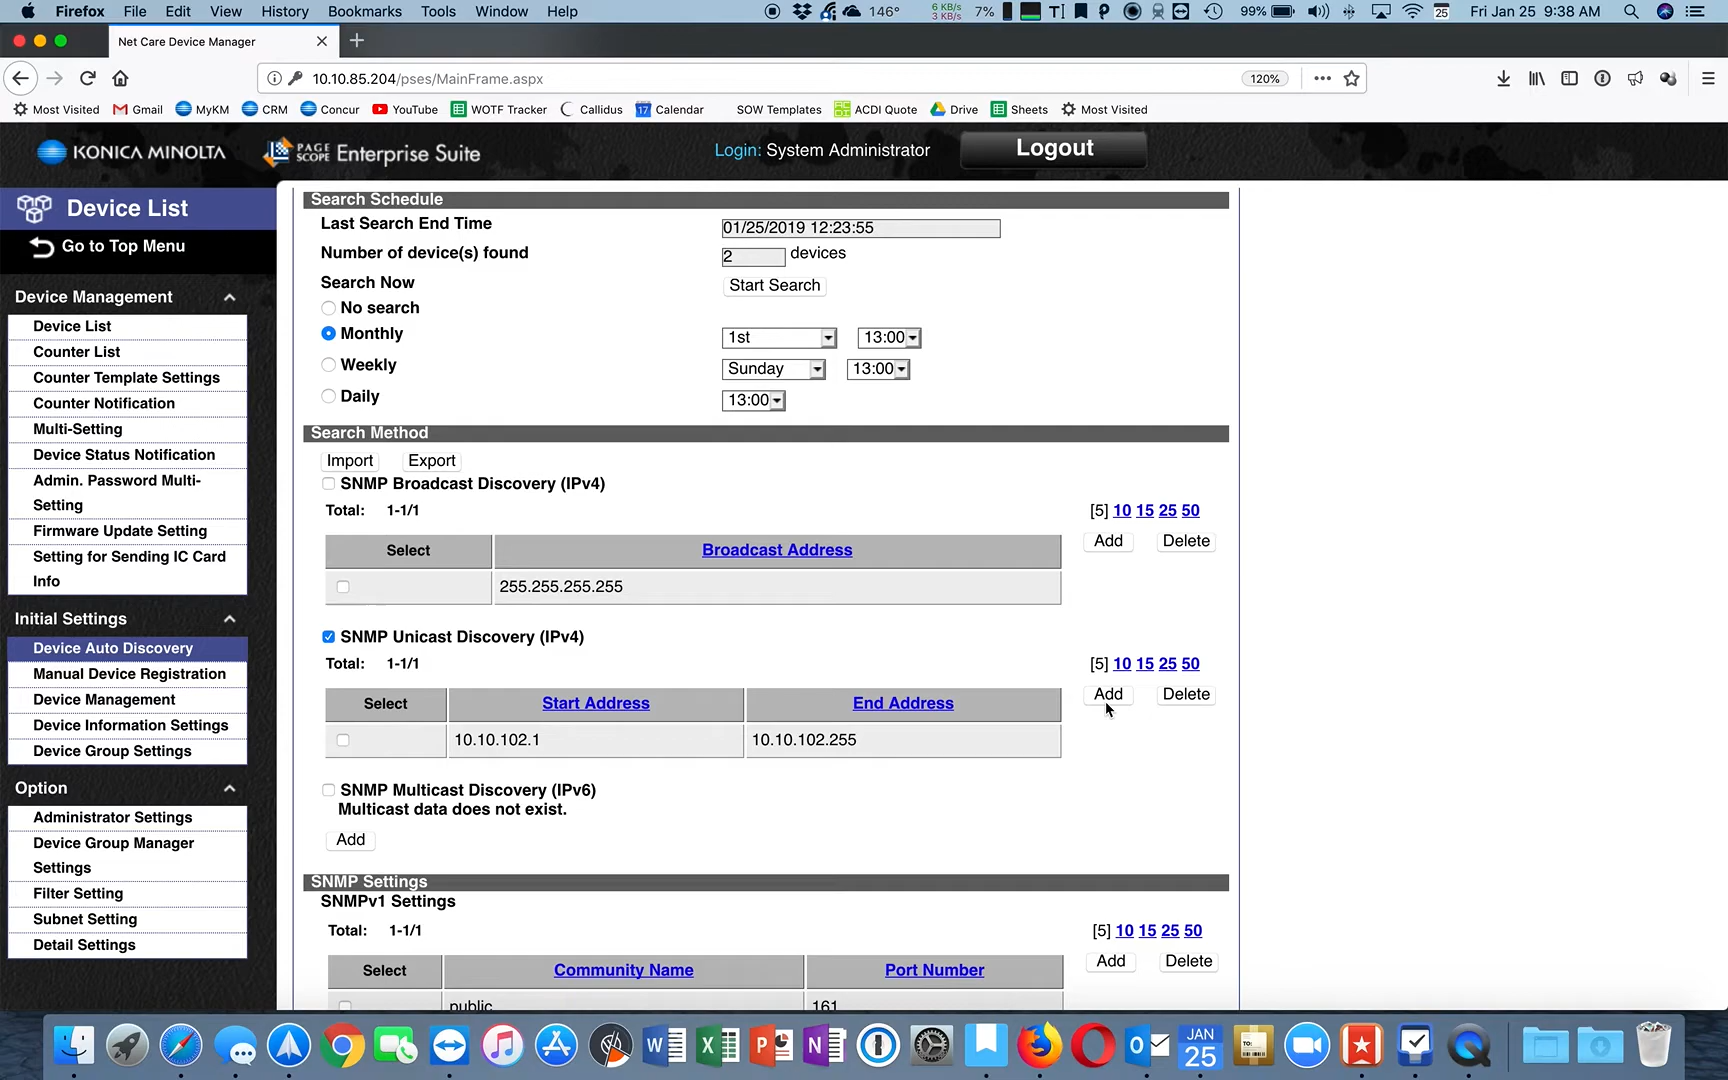 Firefox File Edit View History Bookmarks Tools Window Help 146° 6 KB/s 3 KB/s 7% 99% 25 Fri Jan 25 9:38 AM
Net Care Device Manager
10.10.85.204/pses/MainFrame.aspx 120%
Most Visited Gmail MyKM CRM Concur YouTube WOTF Tracker Callidus 17 Calendar SOW Templates ACDI Quote Drive Sheets Most Visited
KONICA MINOLTA PAGE SCOPE Enterprise Suite Login: System Administrator Logout
Device List
Go to Top Menu
Device Management
Device List
Counter List
Counter Template Settings
Counter Notification
Multi-Setting
Device Status Notification
Admin. Password Multi-
Setting
Firmware Update Setting
Setting for Sending IC Card
Info
Initial Settings
Device Auto Discovery
Manual Device Registration
Device Management
Device Information Settings
Device Group Settings
Option
Administrator Settings
Device Group Manager
Settings
Filter Setting
Subnet Setting
Detail Settings
Search Schedule
Last Search End Time 01/25/2019 12:23:55
Number of device(s) found 2 devices
Search Now Start Search
No search
Monthly 1st 13:00
Weekly Sunday 13:00
Daily 13:00
Search Method
Import Export
SNMP Broadcast Discovery (IPv4)
Total: 1-1/1 [5] 10 15 25 50
Select Broadcast Address Add Delete
255.255.255.255
SNMP Unicast Discovery (IPv4)
Total: 1-1/1 [5] 10 15 25 50
Select Start Address End Address Add Delete
10.10.102.1 10.10.102.255
SNMP Multicast Discovery (IPv6)
Multicast data does not exist.
Add
SNMP Settings
SNMPv1 Settings
Total: 1-1/1 [5] 10 15 25 50
Select Community Name Port Number Add Delete
public 161
JAN
25